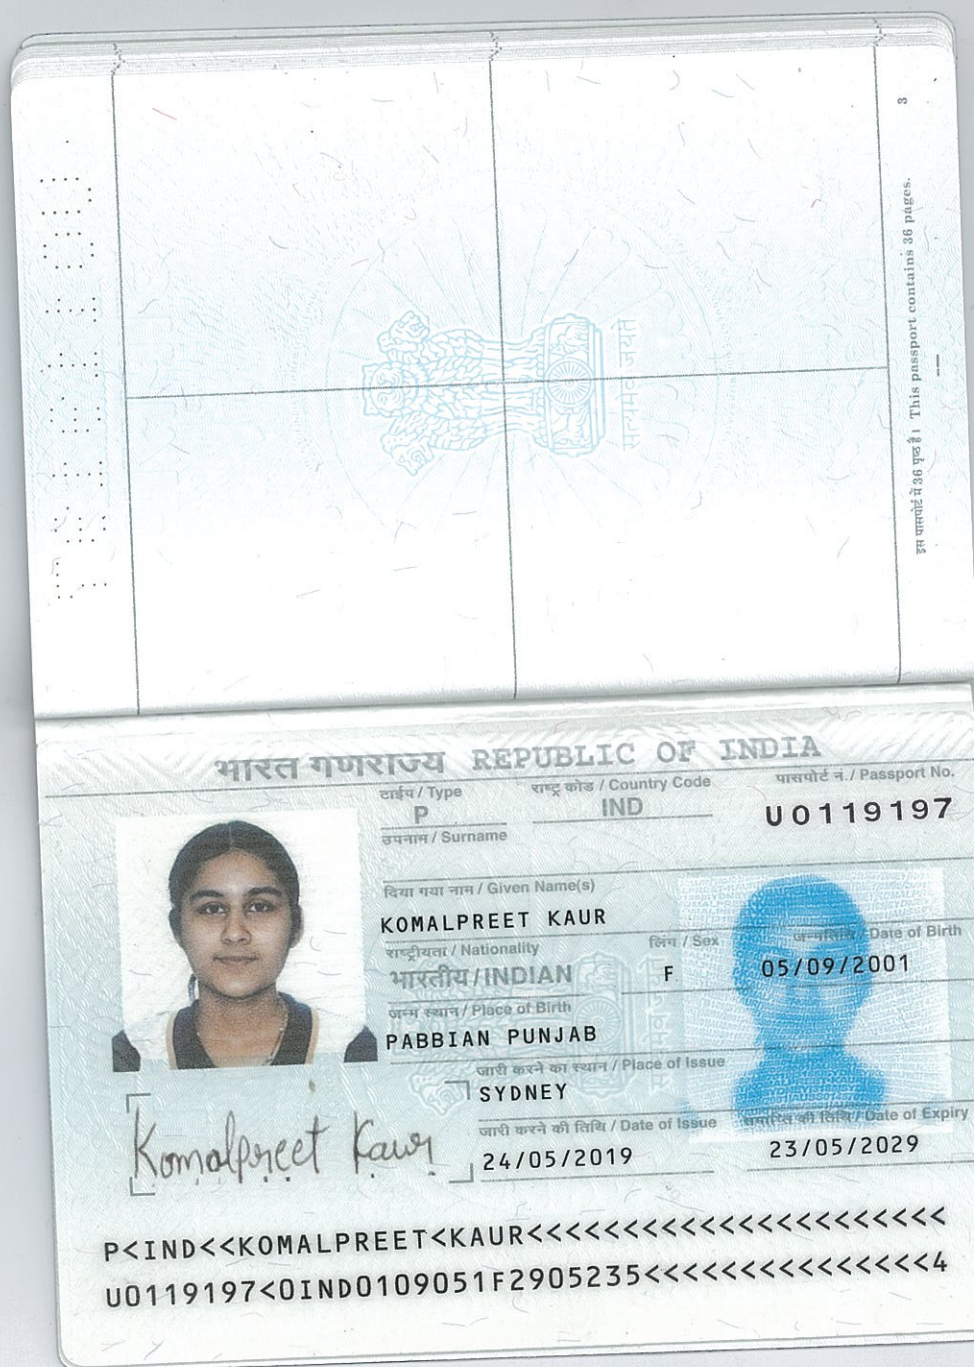 3
इस पासपोर्ट में 36 पृष्ठ हैं। This passport contains 36 pages.
भारत गणराज्य REPUBLIC OF INDIA
टाईप / Type
राष्ट्र कोड / Country Code
पासपोर्ट नं. / Passport No.
P
IND
U0119197
उपनाम / Surname
दिया गया नाम / Given Name(s)
KOMALPREET KAUR
राष्ट्रीयता / Nationality
लिंग / Sex
जन्मतिथि / Date of Birth
भारतीय / INDIAN
F
05/09/2001
जन्म स्थान / Place of Birth
PABBIAN PUNJAB
जारी करने का स्थान / Place of Issue
SYDNEY
जारी करने की तिथि / Date of Issue
समाप्ति की तिथि / Date of Expiry
24/05/2019
23/05/2029
Komalpreet Kaur
P<IND<<KOMALPREET<KAUR<<<<<<<<<<<<<<<<<<<<<<
U0119197<0IND0109051F2905235<<<<<<<<<<<<<<<4